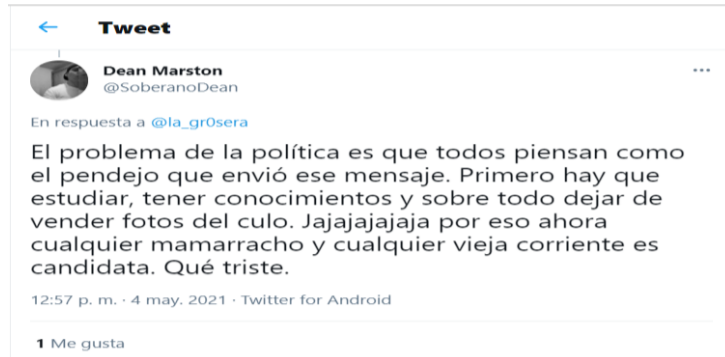 ← Tweet
Dean Marston
@SoberanoDean
...
En respuesta a @la_gr0sera
El problema de la política es que todos piensan como
el pendejo que envió ese mensaje. Primero hay que
estudiar, tener conocimientos y sobre todo dejar de
vender fotos del culo. Jajajajajaja por eso ahora
cualquier mamarracho y cualquier vieja corriente es
candidata. Qué triste.
12:57 p. m. · 4 may. 2021 · Twitter for Android
1 Me gusta